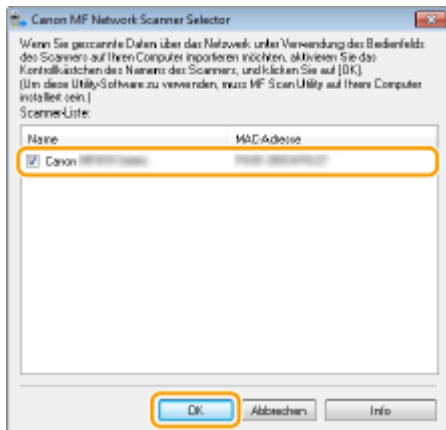 Canon MF Network Scanner Selector
Wenn Sie gescannte Daten über das Netzwerk unter Verwendung des Bedienfelds
des Scanners auf Ihren Computer importieren möchten, aktivieren Sie das
Kontrollkästchen des Namens des Scanners, und klicken Sie auf [OK].
(Um diese Utility-Software zu verwenden, muss MF Scan Utility auf Ihrem Computer
installiert sein.)
Scanner-Liste:
Name MAC-Adresse
Canon
OK Abbrechen Info